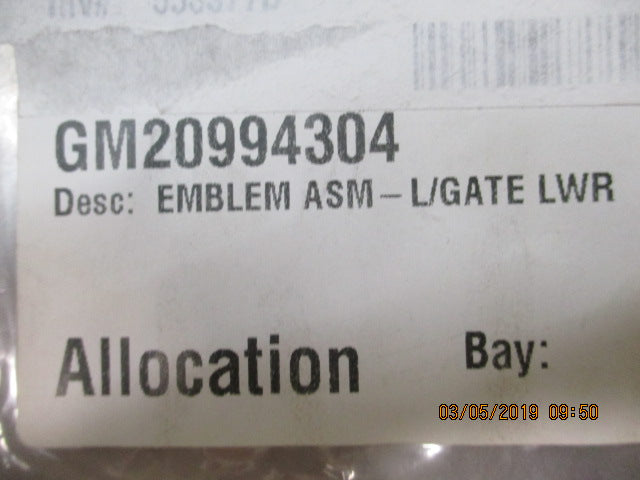 GM20994304
Desc: EMBLEM ASM – L/GATE LWR
Allocation
Bay:
03/05/2019 09:50